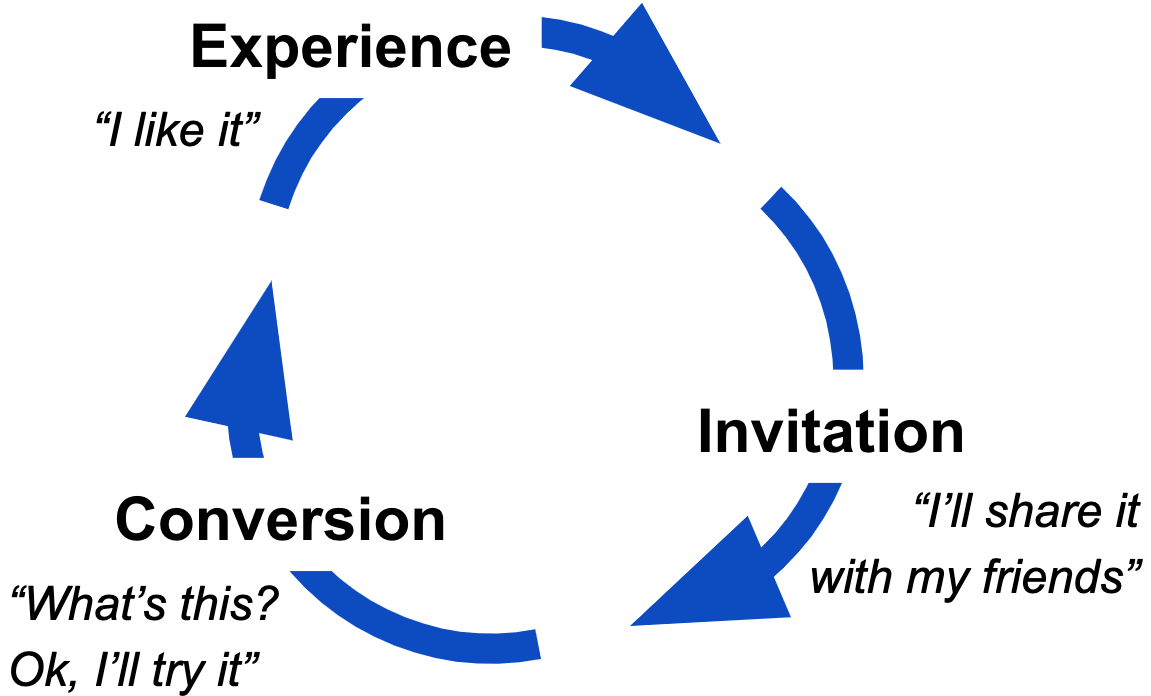 Experience
“I like it”
Invitation
“I’ll share it
with my friends”
Conversion
“What’s this?
Ok, I’ll try it”